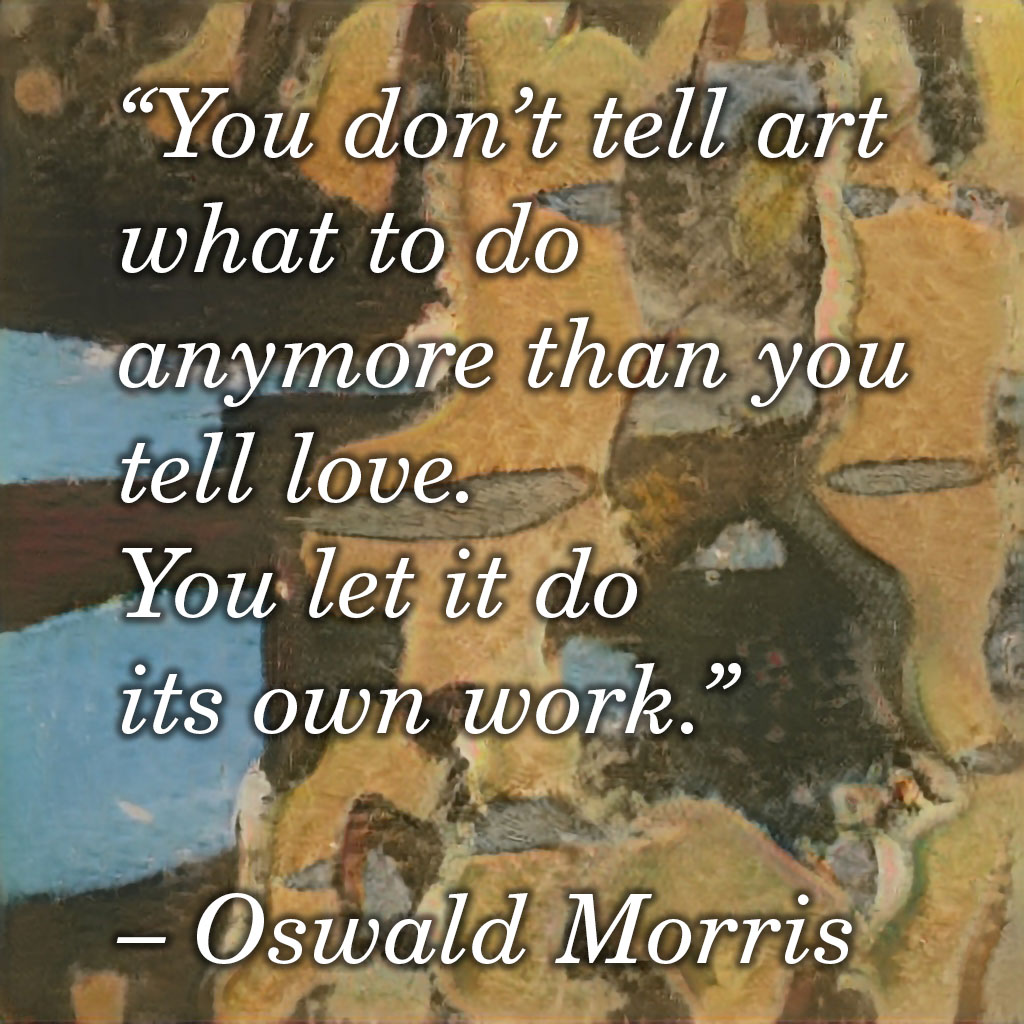 “You don’t tell art
what to do
anymore than you
tell love.
You let it do
its own work.”
– Oswald Morris